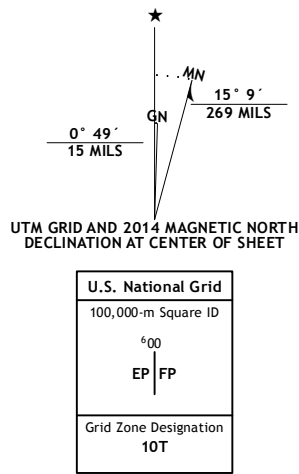 ★
MN
GN
15° 9´
269 MILS
0° 49´
15 MILS
UTM GRID AND 2014 MAGNETIC NORTH
DECLINATION AT CENTER OF SHEET
U.S. National Grid
100,000-m Square ID
⁶00
EP FP
Grid Zone Designation
10T